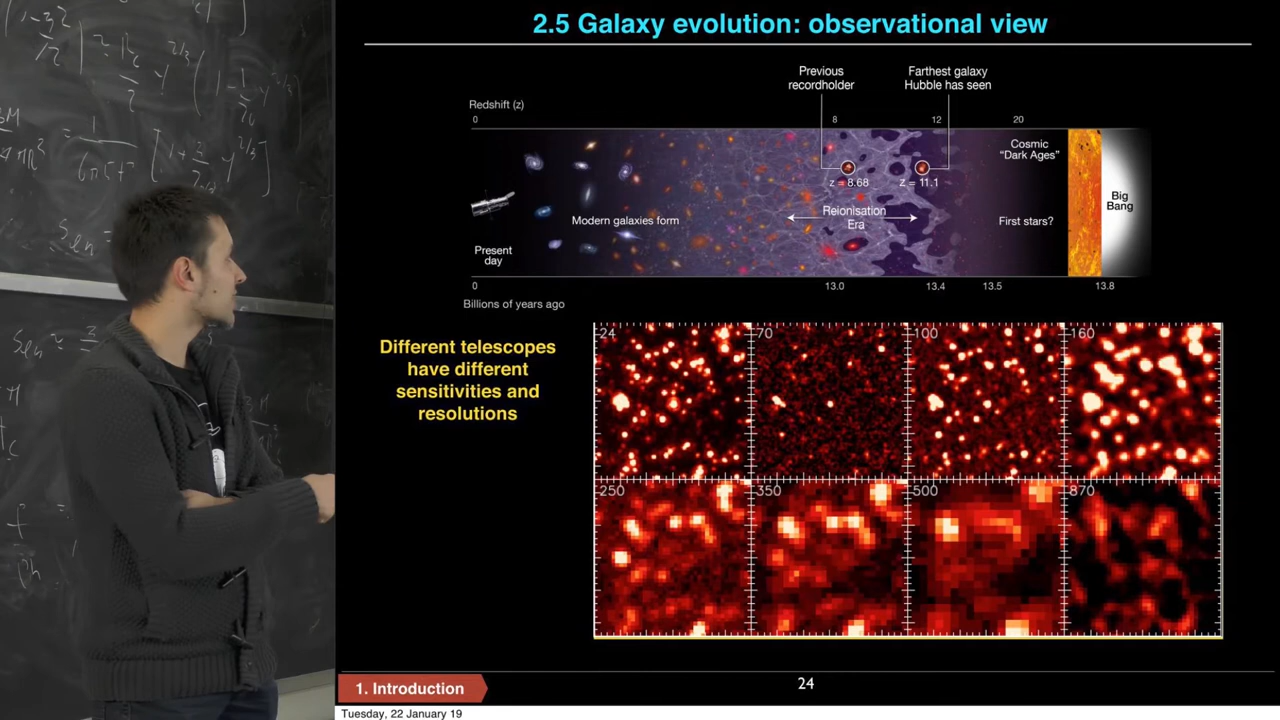 2.5 Galaxy evolution: observational view
Previous
recordholder
Farthest galaxy
Hubble has seen
Redshift (z)
0
8
12
20
Cosmic
"Dark Ages"
z = 8.68
z = 11.1
Big
Bang
Reionisation
Era
Modern galaxies form
First stars?
Present
day
0
13.0
13.4
13.5
13.8
Billions of years ago
Different telescopes
have different
sensitivities and
resolutions
24
70
100
160
250
350
500
870
1. Introduction
24
Tuesday, 22 January 19